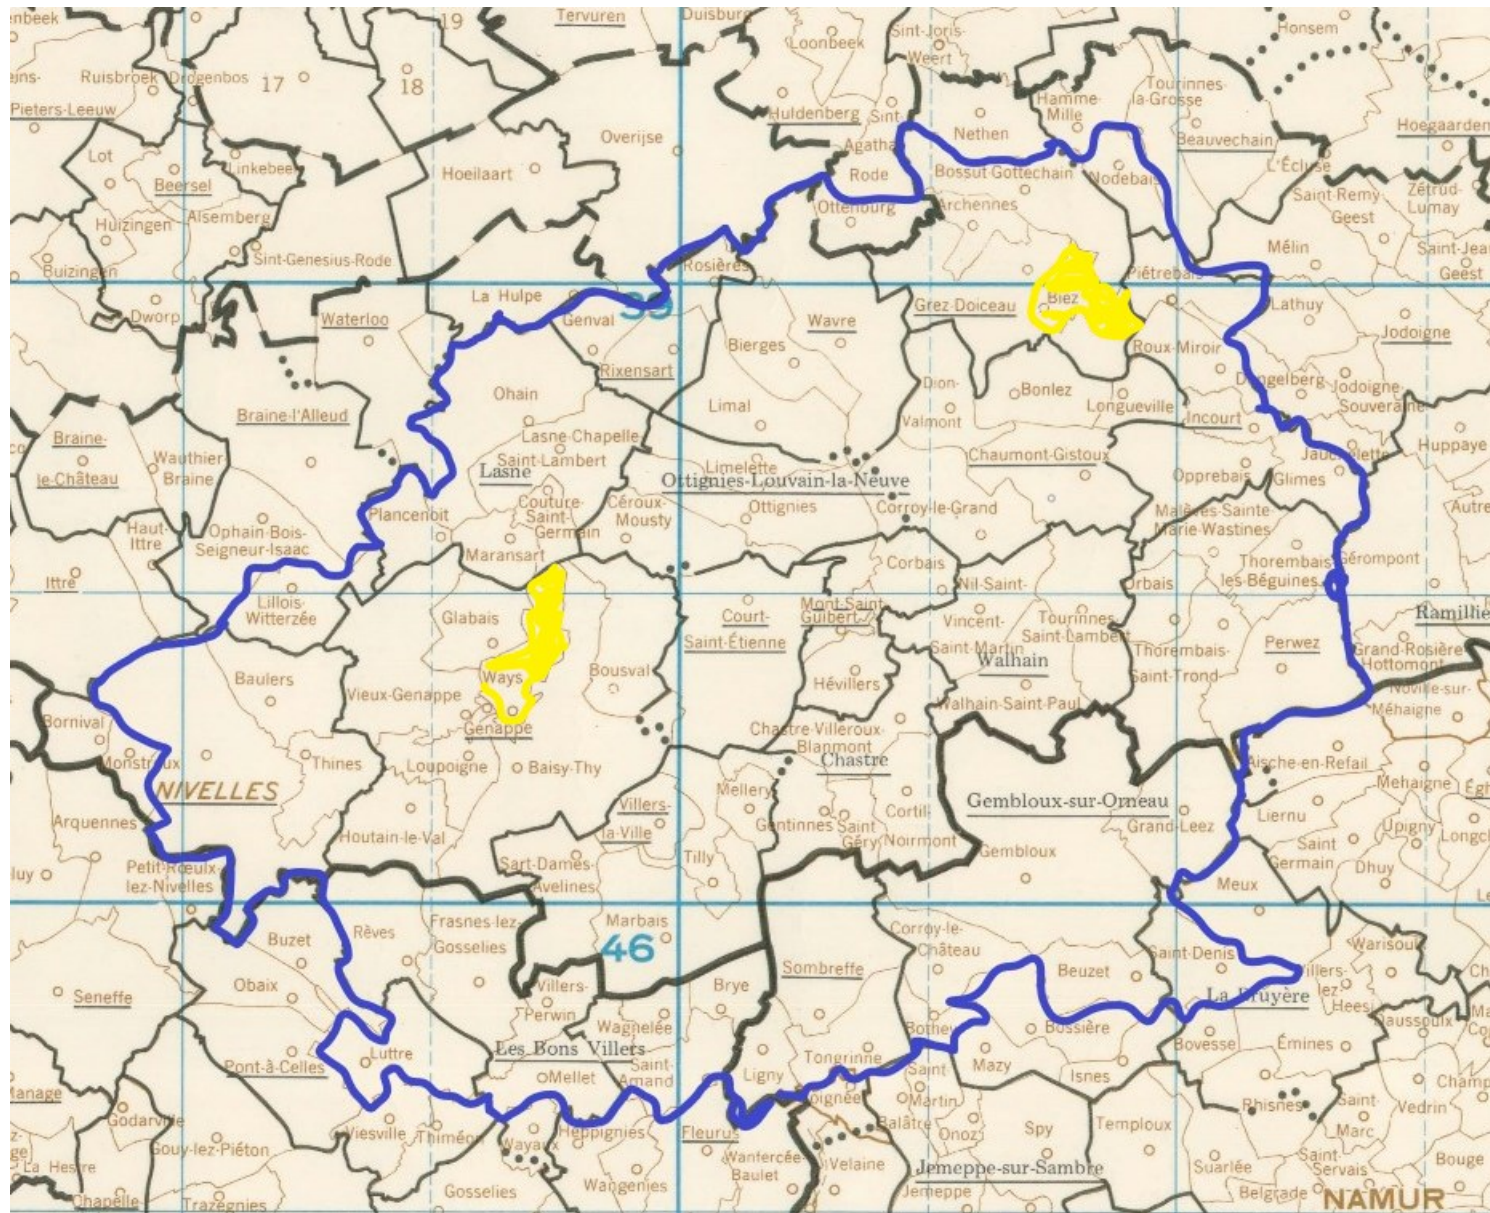 19
Tervuren
Duisburg
enbeek
Loonbeek
Sint-Joris-
Weert
Honsem
Ruisbroek
Drogenbos
17
18
Pieters-Leeuw
Tourinnes-
la-Grosse
Hamme-
Mille
Huldenberg
Sint-
Agatha
Rode
Nethen
Beauvechain
Hoegaarden
Overijse
Lot
Beersel
Linkebeek
Hoeilaart
Bossut-Gottechain
Nodebais
L'Écluse
Saint-Remy-
Geest
Zétrud-
Lumay
Huizingen
Alsemberg
Ottenburg
Archennes
Mélin
Saint-Jean
Geest
Buizingen
Sint-Genesius-Rode
Rosières
Piétrebais
Dworp
Waterloo
La Hulpe
39
Genval
Wavre
Grez-Doiceau
Biez
Lathuy
Jodoigne
Rixensart
Bierges
Roux-Miroir
Braine-l'Alleud
Ohain
Limal
Dion-
Valmont
Bonlez
Longueville
Incourt
Dongelberg
Jodoigne-
Souveraine
Braine-
le-Château
Wauthier-
Braine
Lasne-Chapelle-
Saint-Lambert
Lasne
Limelette
Ottignies-Louvain-la-Neuve
Chaumont-Gistoux
Opprebais
Glimes
Jauchelette
Huppaye
Haut-
Ittre
Ophain-Bois-
Seigneur-Isaac
Plancenoit
Couture-
Saint-
Germain
Céroux-
Mousty
Ottignies
Corroy-le-Grand
Malèves-Sainte-
Marie-Wastines
Autre
Maransart
Ittre
Lillois-
Witterzée
Corbais
Nil-Saint-
Vincent-
Saint-Martin
Orbais
Thorembais-
les-Béguines
Gérompont
Glabais
Court-
Saint-Étienne
Mont-Saint-
Guibert
Tourinnes-
Saint-Lambert
Ramillie
Walhain
Thorembais-
Saint-Trond
Perwez
Grand-Rosière-
Hottomont
Baulers
Vieux-Genappe
Ways
Bousval
Hévillers
Walhain-Saint-Paul
Noville-sur-
Méhaigne
Bornival
Genappe
Chastre-Villeroux-
Blanmont
Monstreux
Thines
Loupoigne
Baisy-Thy
Chastre
Aische-en-Refail
NIVELLES
Mellery
Mehaigne
Gembloux-sur-Orneau
Villers-
la-Ville
Gentinnes
Saint
Géry
Cortil-
Noirmont
Grand-Leez
Liernu
Upigny
Arquennes
Houtain-le-Val
Petit-Rœulx-
lez-Nivelles
Sart-Dames-
Avelines
Tilly
Gembloux
Saint
Germain
Dhuy
Meux
Frasnes-lez-
Gosselies
Marbais
46
Buzet
Rêves
Corroy-le-
Château
Saint-Denis
Warisoul
Seneffe
Obaix
Villers-
Perwin
Brye
Sombreffe
Beuzet
La Bruyère
Villers-
lez-
Heest
Wagnelée
Bothey
Bossière
Daussoulx
Pont-à-Celles
Luttre
Les Bons Villers
Saint-
Amand
Mellet
Ligny
Tongrinne
Mazy
Isnes
Bovesse
Émines
Godarville
Saint-
Martin
Rhisnes
Saint-
Marc
Vedrin
Viesville
Thiméon
Wayaux
Heppignies
Fleurus
Balâtre
Onoz
Spy
Temploux
Gouy-lez-Piéton
Wanfercée-
Baulet
Velaine
Jemeppe-sur-Sambre
Suarlée
Saint-
Servais
Bouge
La Hestre
Chapelle
Trazegnies
Gosselies
Wangenies
Jemeppe
Belgrade
NAMUR